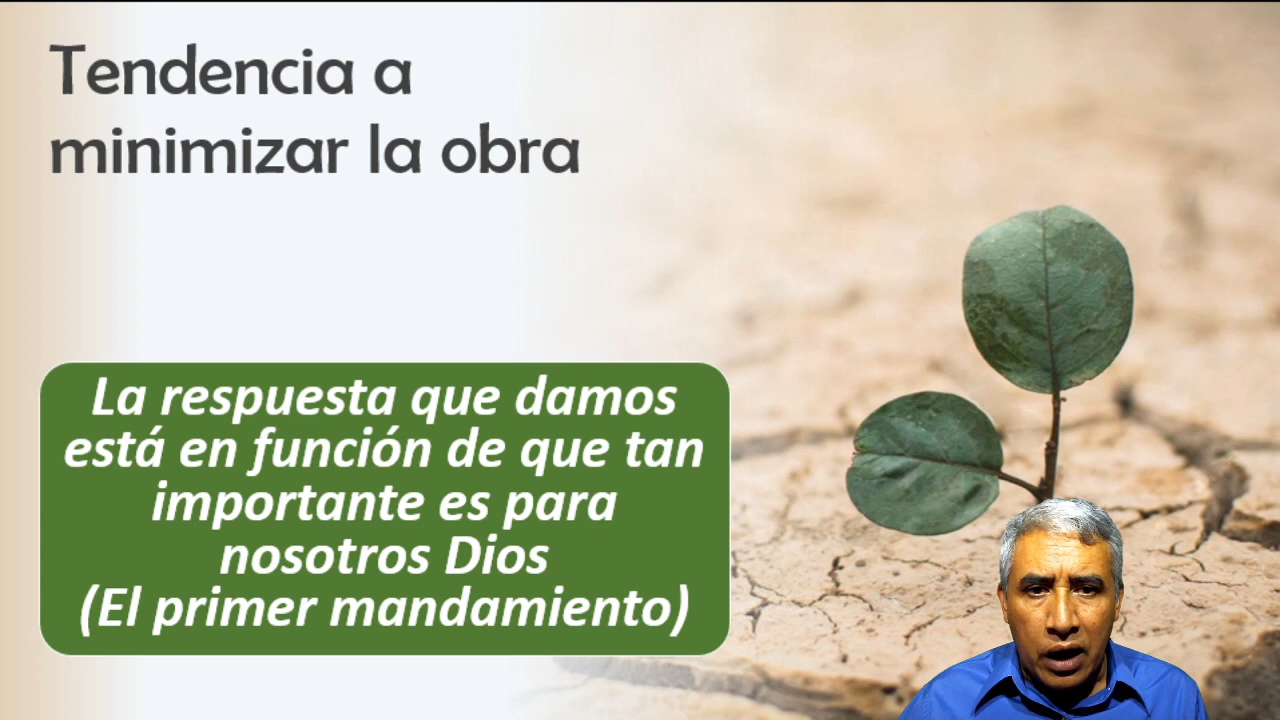 Tendencia a
minimizar la obra
La respuesta que damos
está en función de que tan
importante es para
nosotros Dios
(El primer mandamiento)